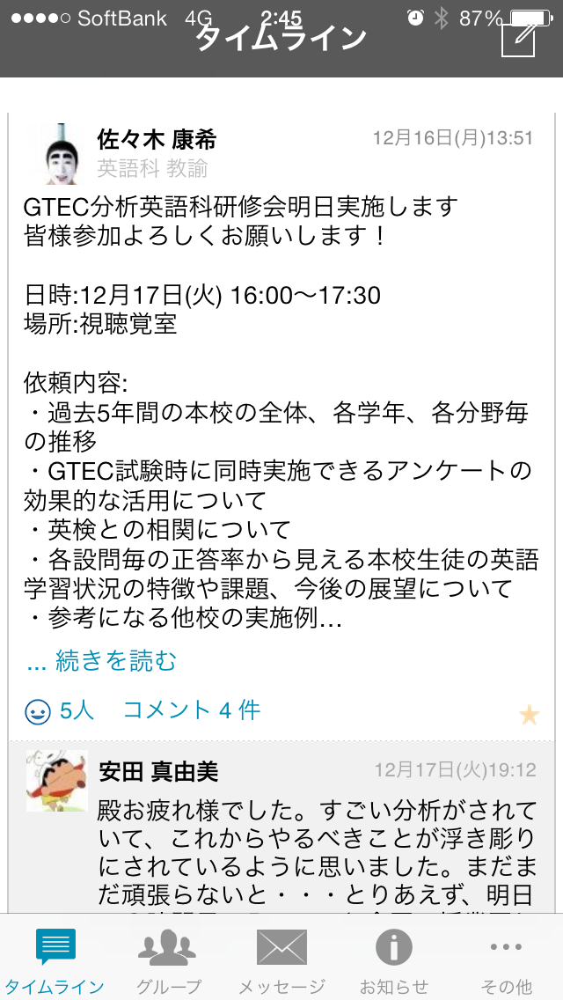 SoftBank 4G 2:45 87%
タイムライン
佐々木 康希 12月16日(月)13:51
英語科 教諭
GTEC分析英語科研修会明日実施します
皆様参加よろしくお願いします！
日時:12月17日(火) 16:00〜17:30
場所:視聴覚室
依頼内容:
・過去5年間の本校の全体、各学年、各分野毎
の推移
・GTEC試験時に同時実施できるアンケートの
効果的な活用について
・英検との相関について
・各設問毎の正答率から見える本校生徒の英語
学習状況の特徴や課題、今後の展望について
・参考になる他校の実施例…
... 続きを読む
5人 コメント 4 件
安田 真由美 12月17日(火)19:12
殿お疲れ様でした。すごい分析がされて
いて、これからやるべきことが浮き彫り
にされているように思いました。まだま
だ頑張らないと・・・とりあえず、明日
タイムライン グループ メッセージ お知らせ その他